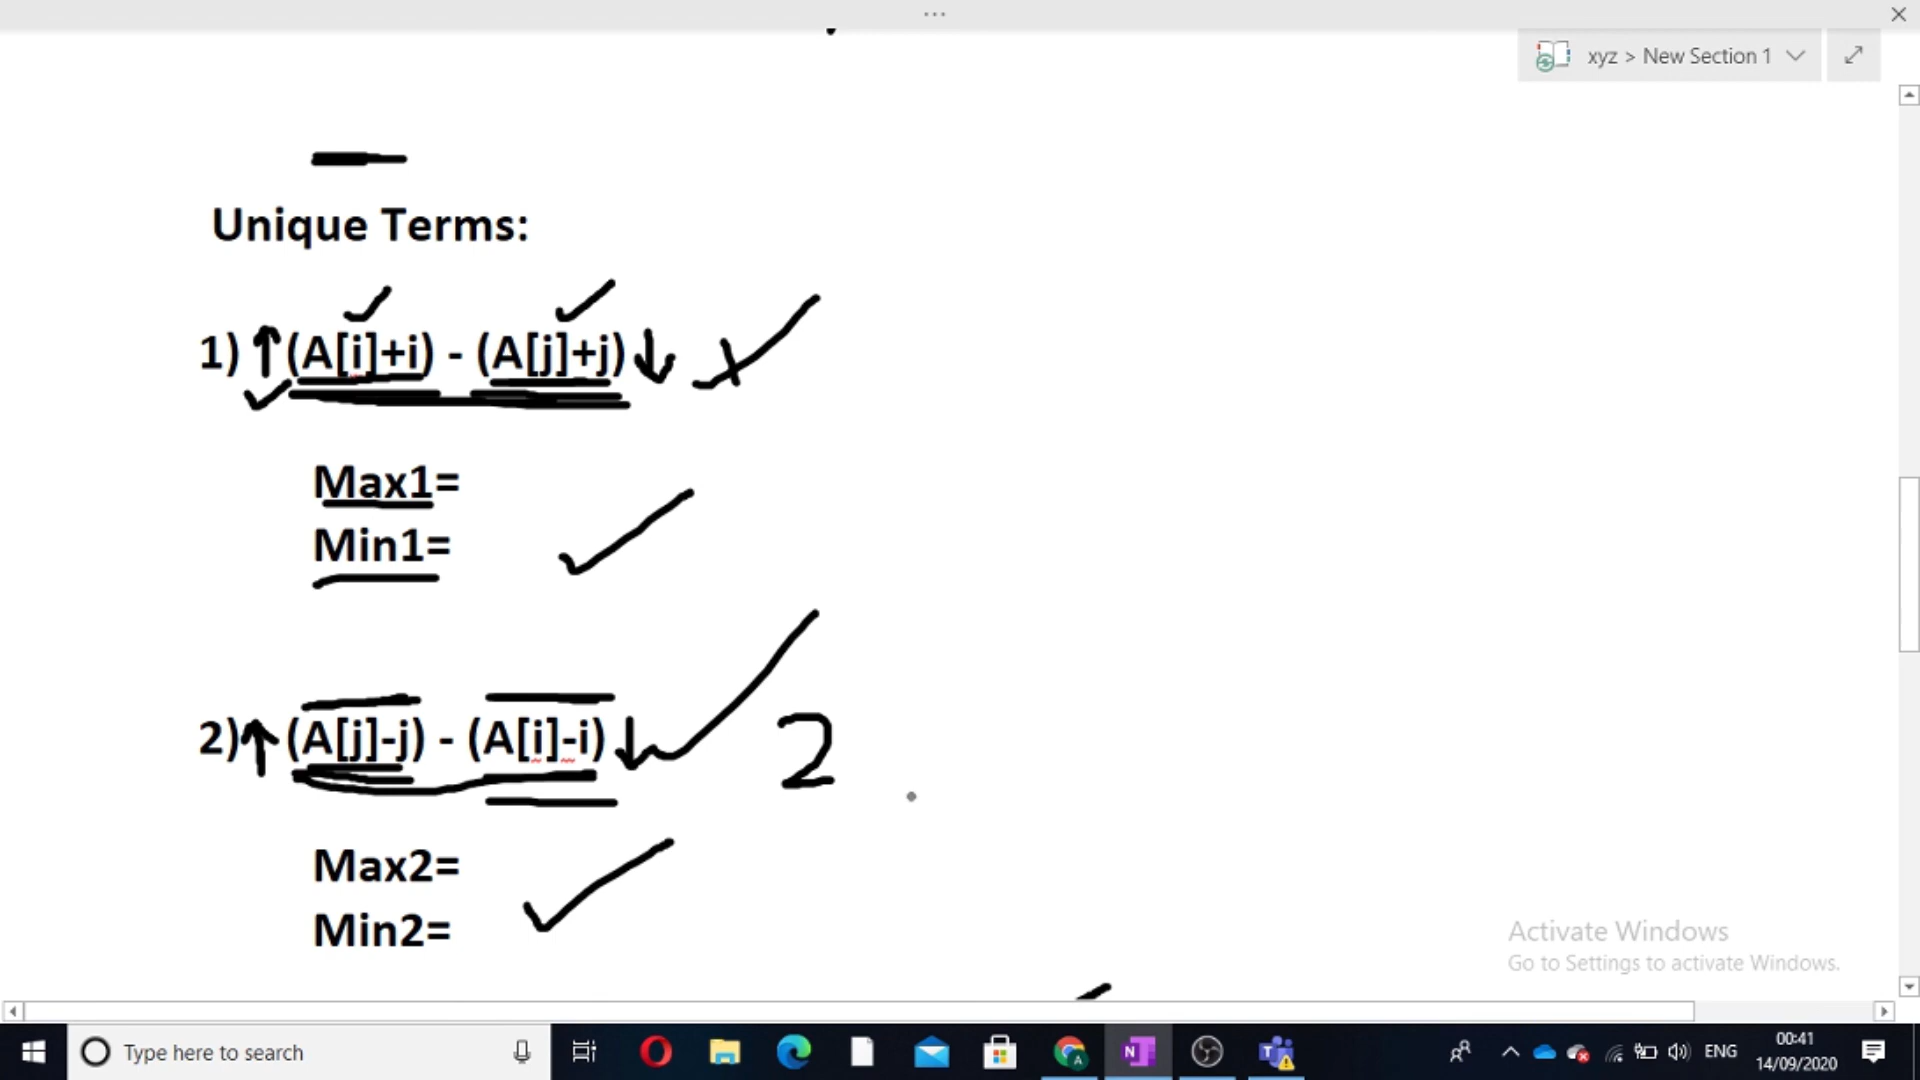 ...
xyz > New Section 1
Unique Terms:
1) ↑ (A[i]+i) - (A[j]+j) ↓ x
Max1=
Min1=
2) ↑ (A[j]-j) - (A[i]-i) ↓ 2
Max2=
Min2=
Activate Windows
Go to Settings to activate Windows.
Type here to search
ENG
00:41
14/09/2020